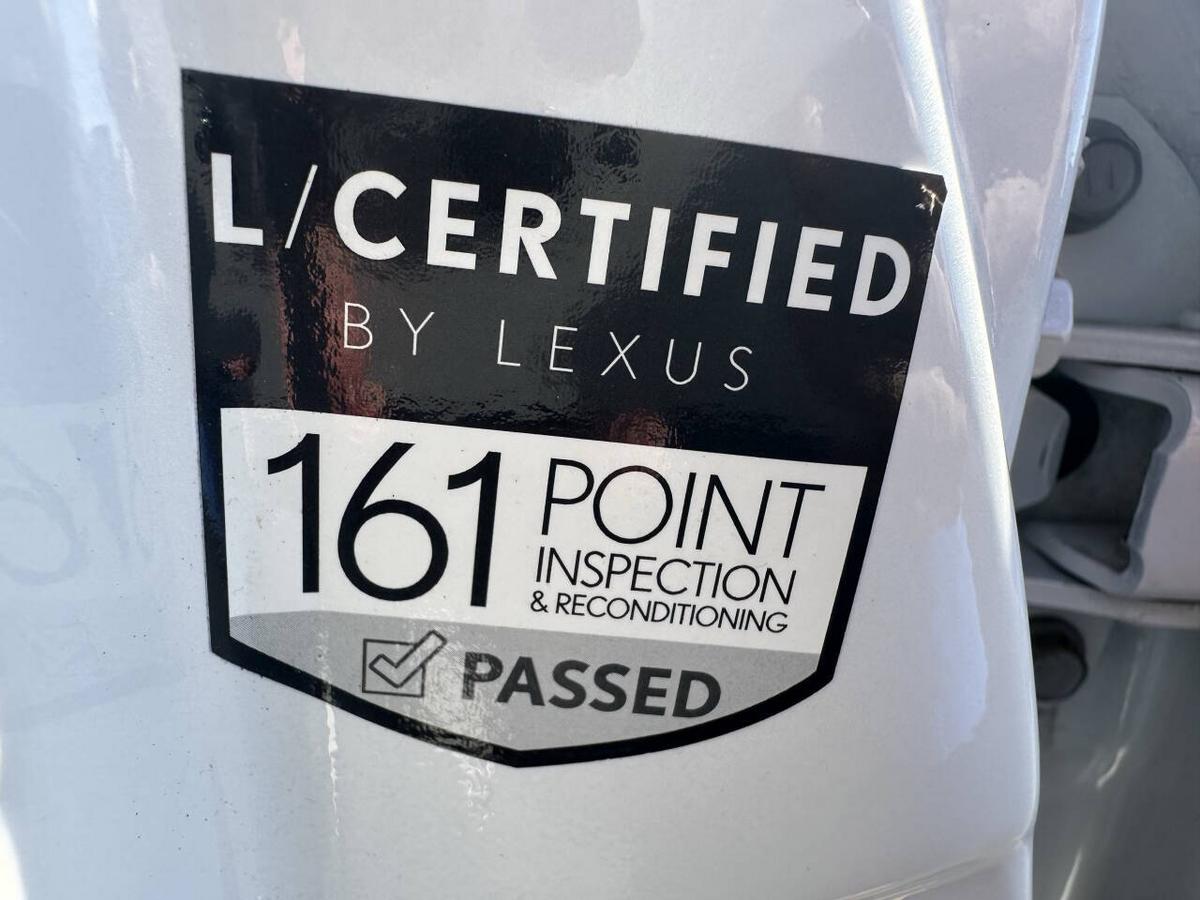 L/CERTIFIED
BY LEXUS
161 POINT
INSPECTION
& RECONDITIONING
PASSED